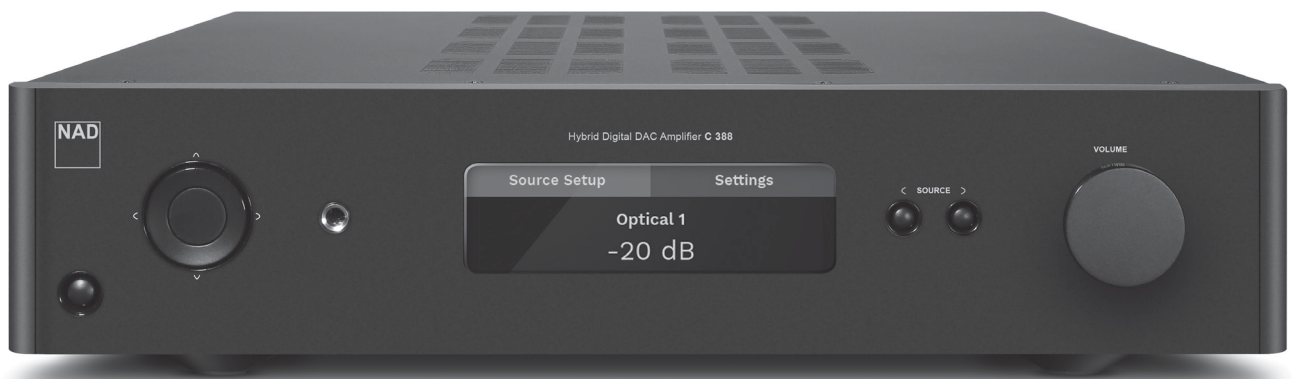 NAD
Hybrid Digital DAC Amplifier C 388
VOLUME
Source Setup
Settings
< SOURCE >
Optical 1
-20 dB